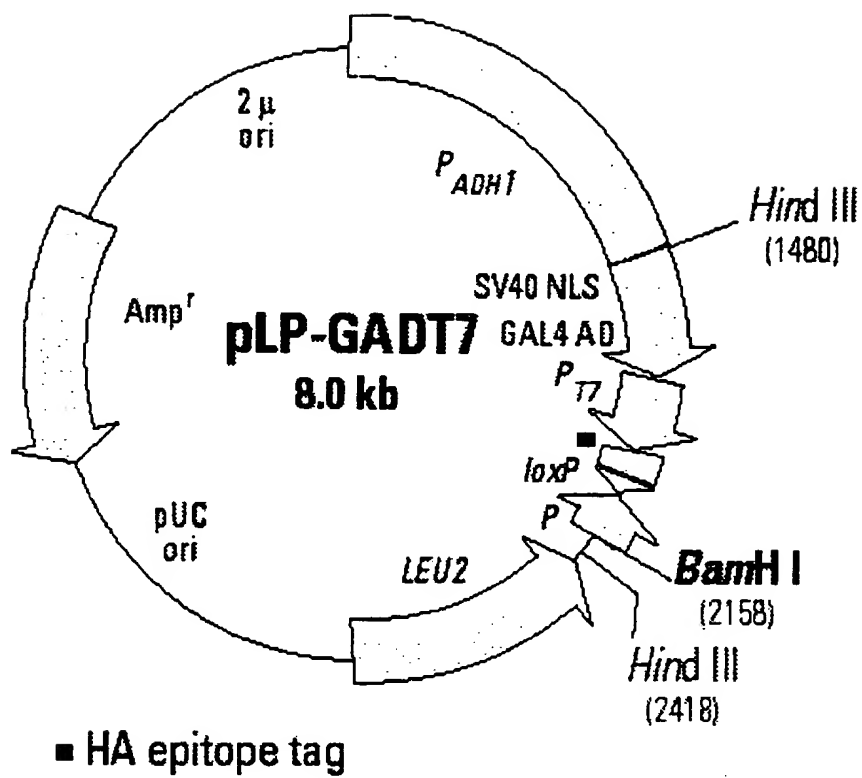 2 μ
ori
P ADH1
Hind III
(1480)
SV40 NLS
GAL4 AD
Amp r
pLP-GADT7
8.0 kb
P T7
loxP
P
pUC
ori
LEU2
BamH I
(2158)
Hind III
(2418)
■ HA epitope tag